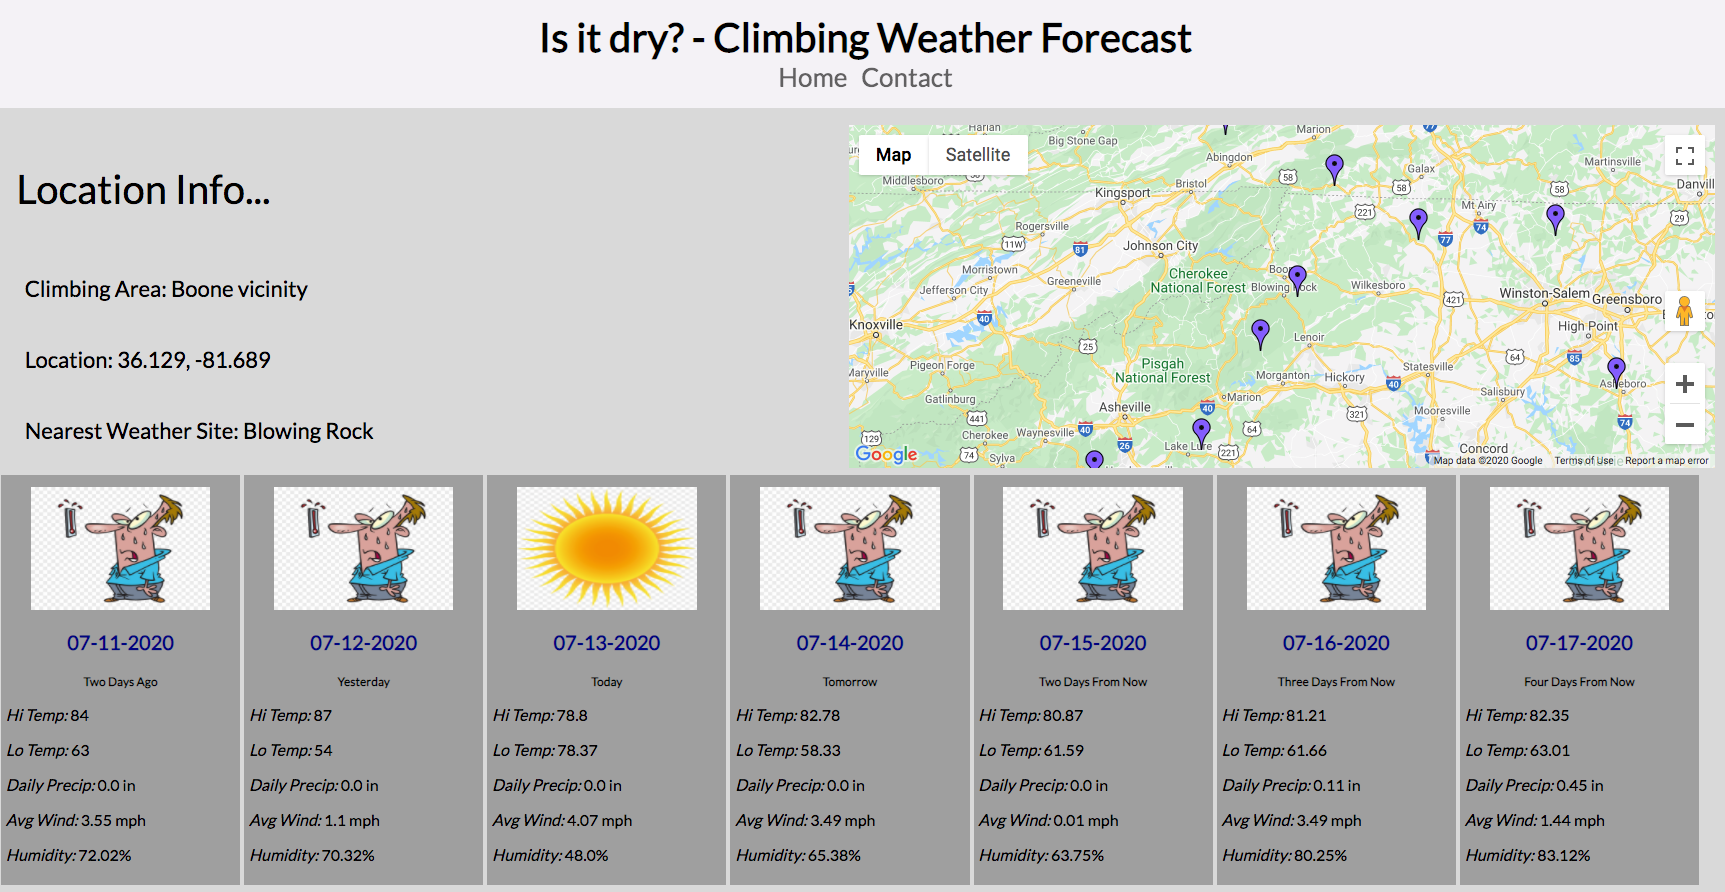 Is it dry? - Climbing Weather Forecast
Home Contact
Location Info...
Climbing Area: Boone vicinity
Location: 36.129, -81.689
Nearest Weather Site: Blowing Rock
Map Satellite
Harlan
Big Stone Gap
Marion
77
Abingdon
Martinsville
Middlesboro
Kingsport
Bristol
58
Galax
58
58
Danvill
Rogersville
221
Mt Airy
74
29
11W
81
Johnson City
77
Morristown
Cherokee
National Forest
Boone
Jefferson City
Greeneville
Blowing Rock
Wilkesboro
421
Winston-Salem
Greensboro
Knoxville
40
High Point
25
Lenoir
Maryville
Pigeon Forge
Pisgah
National Forest
Statesville
64
85
Gatlinburg
Morganton
Hickory
40
Salisbury
Asheboro
441
Asheville
40
Marion
321
Mooresville
74
129
Cherokee
Waynesville
40
26
Lake Lure
64
221
Concord
74
Sylva
Google
Map data ©2020 Google Terms of Use Report a map error
07-11-2020
Two Days Ago
Hi Temp: 84
Lo Temp: 63
Daily Precip: 0.0 in
Avg Wind: 3.55 mph
Humidity: 72.02%
07-12-2020
Yesterday
Hi Temp: 87
Lo Temp: 54
Daily Precip: 0.0 in
Avg Wind: 1.1 mph
Humidity: 70.32%
07-13-2020
Today
Hi Temp: 78.8
Lo Temp: 78.37
Daily Precip: 0.0 in
Avg Wind: 4.07 mph
Humidity: 48.0%
07-14-2020
Tomorrow
Hi Temp: 82.78
Lo Temp: 58.33
Daily Precip: 0.0 in
Avg Wind: 3.49 mph
Humidity: 65.38%
07-15-2020
Two Days From Now
Hi Temp: 80.87
Lo Temp: 61.59
Daily Precip: 0.0 in
Avg Wind: 0.01 mph
Humidity: 63.75%
07-16-2020
Three Days From Now
Hi Temp: 81.21
Lo Temp: 61.66
Daily Precip: 0.11 in
Avg Wind: 3.49 mph
Humidity: 80.25%
07-17-2020
Four Days From Now
Hi Temp: 82.35
Lo Temp: 63.01
Daily Precip: 0.45 in
Avg Wind: 1.44 mph
Humidity: 83.12%